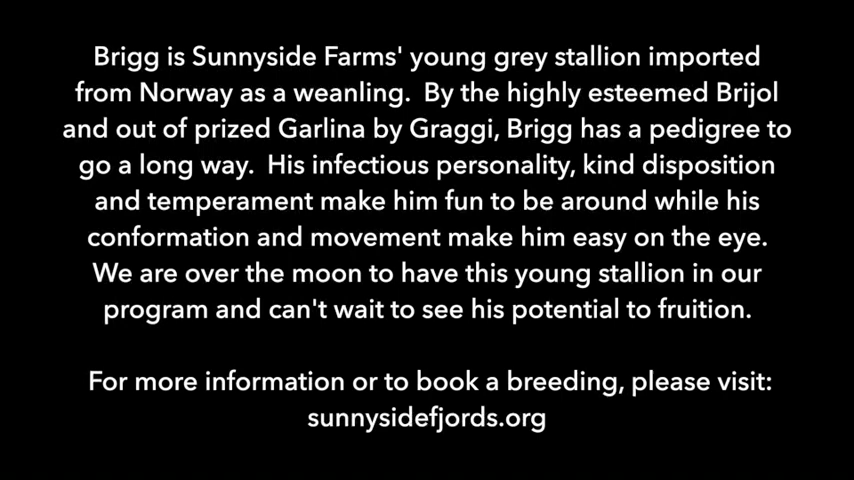 Brigg is Sunnyside Farms' young grey stallion imported
from Norway as a weanling.  By the highly esteemed Brijol
and out of prized Garlina by Graggi, Brigg has a pedigree to
go a long way.  His infectious personality, kind disposition
and temperament make him fun to be around while his
conformation and movement make him easy on the eye.
We are over the moon to have this young stallion in our
program and can't wait to see his potential to fruition.

For more information or to book a breeding, please visit:
sunnysidefjords.org